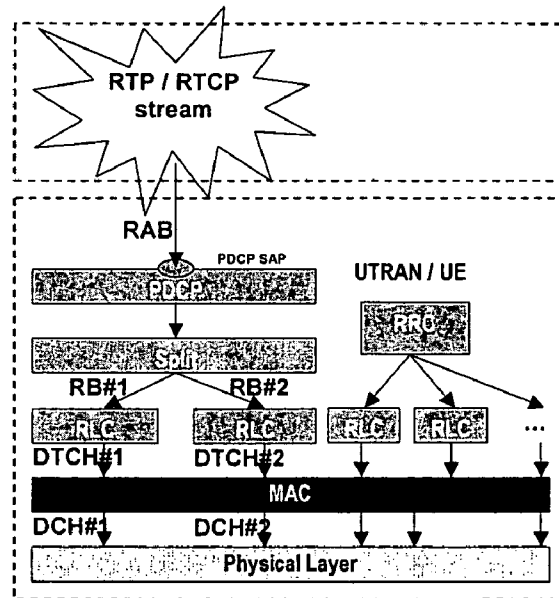 RTP / RTCP
stream
RAB
PDCP SAP
PDCP
UTRAN / UE
RRC
Split
RB#1 RB#2
RLC RLC RLC RLC ...
DTCH#1 DTCH#2
MAC
DCH#1 DCH#2
Physical Layer